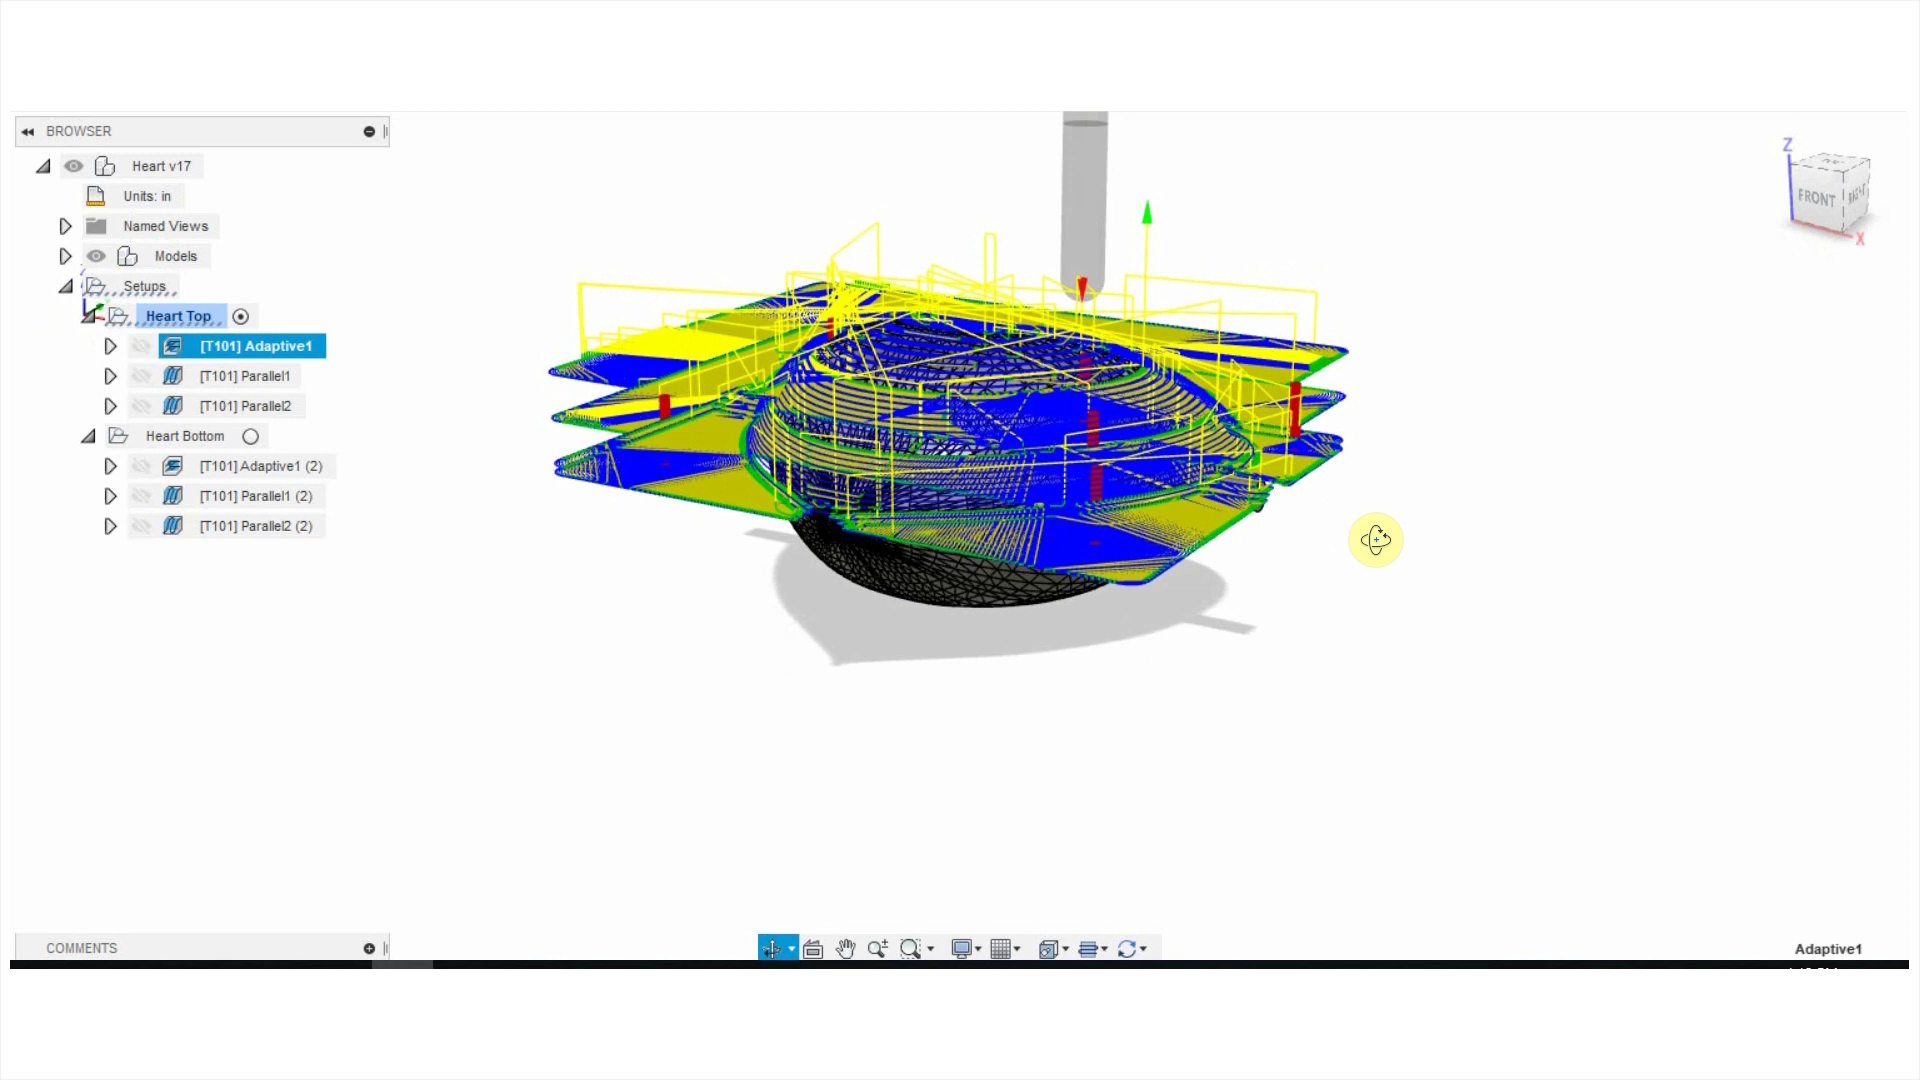 BROWSER
Heart v17
Units: in
Named Views
Models
Setups
Heart Top
[T101] Adaptive1
[T101] Parallel1
[T101] Parallel2
Heart Bottom
[T101] Adaptive1 (2)
[T101] Parallel1 (2)
[T101] Parallel2 (2)
Z
FRONT
X
COMMENTS
Adaptive1